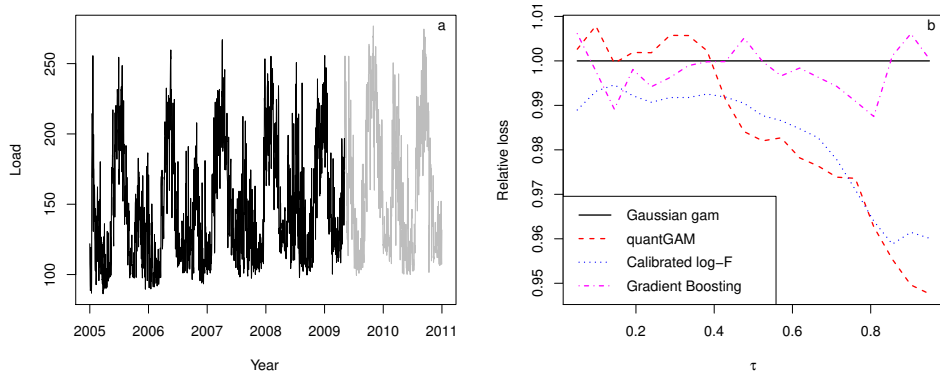 a
Load
250
200
150
100
2005
2006
2007
2008
2009
2010
2011
Year
b
Relative loss
1.01
1.00
0.99
0.98
0.97
0.96
0.95
Gaussian gam
quantGAM
Calibrated log−F
Gradient Boosting
0.2
0.4
0.6
0.8
τ